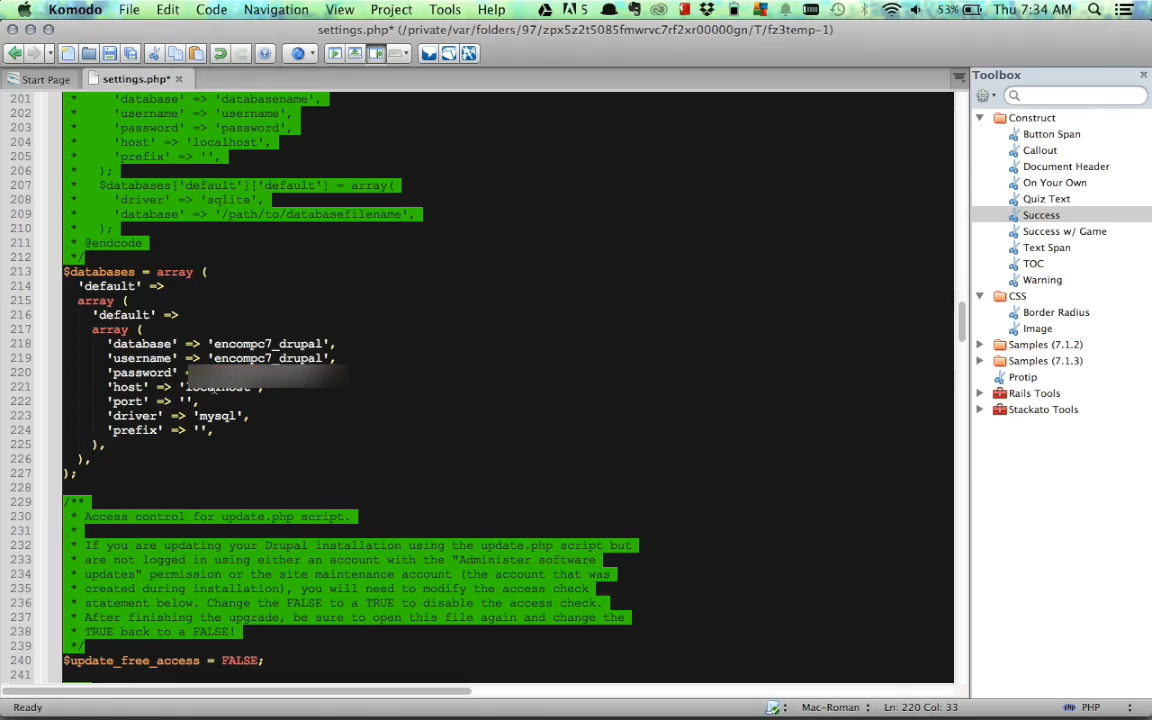 Komodo File Edit Code Navigation View Project Tools Help 5 53% Thu 7:34 AM
settings.php* (/private/var/folders/97/zpx5z2t5085fmwrvc7rf2xr00000gn/T/fz3temp-1)
Start Page
settings.php*
201 *     'database' => 'databasename',
202 *     'username' => 'username',
203 *     'password' => 'password',
204 *     'host' => 'localhost',
205 *     'prefix' => '',
206 *   );
207 *   $databases['default']['default'] = array(
208 *     'driver' => 'sqlite',
209 *     'database' => '/path/to/databasefilename',
210 *   );
211 * @endcode
212 */
213 $databases = array (
214   'default' =>
215   array (
216     'default' =>
217     array (
218       'database' => 'encompc7_drupal',
219       'username' => 'encompc7_drupal',
220       'password'
221       'host' => 'localhost',
222       'port' => '',
223       'driver' => 'mysql',
224       'prefix' => '',
225     ),
226   ),
227 );
228
229 /**
230 * Access control for update.php script.
231 *
232 * If you are updating your Drupal installation using the update.php script but
233 * are not logged in using either an account with the "Administer software
234 * updates" permission or the site maintenance account (the account that was
235 * created during installation), you will need to modify the access check
236 * statement below. Change the FALSE to a TRUE to disable the access check.
237 * After finishing the upgrade, be sure to open this file again and change the
238 * TRUE back to a FALSE!
239 */
240 $update_free_access = FALSE;
241
Toolbox
Construct
Button Span
Callout
Document Header
On Your Own
Quiz Text
Success
Success w/ Game
Text Span
TOC
Warning
CSS
Border Radius
Image
Samples (7.1.2)
Samples (7.1.3)
Protip
Rails Tools
Stackato Tools
Ready
Mac-Roman
Ln: 220 Col: 33
PHP